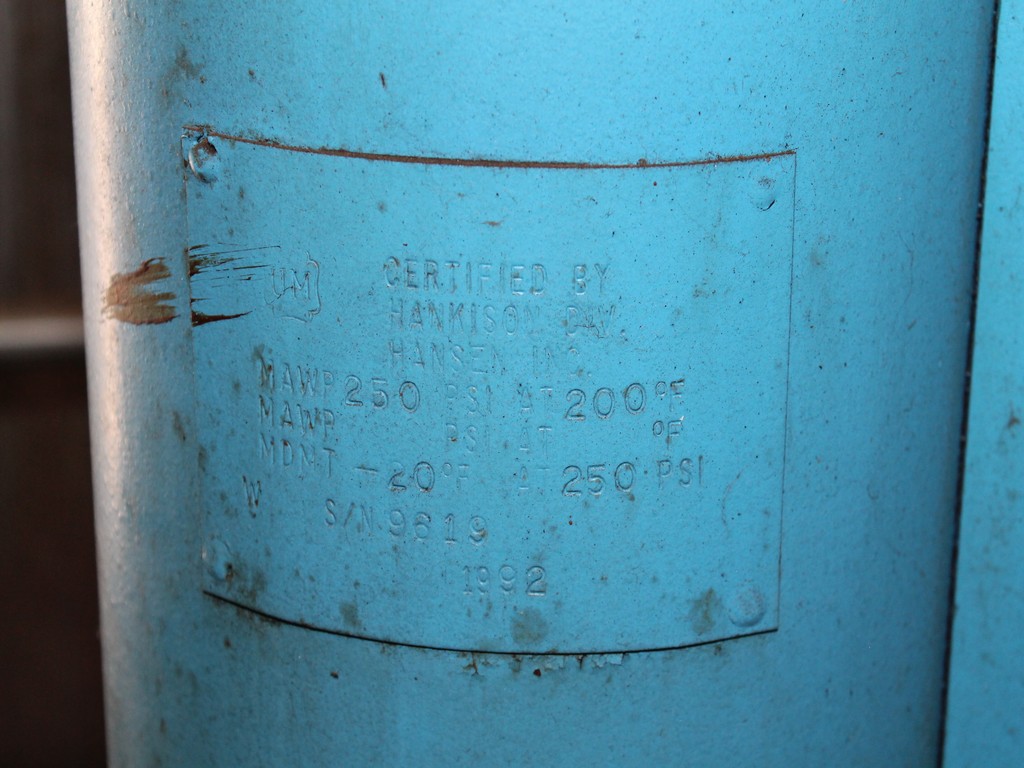 UM CERTIFIED BY
HANKISON DIV.
HANSEN INC.
MAWP 250 PSI AT 200°F
MAWP PSI AT °F
MDMT -20°F AT 250 PSI
W S/N 9619
1992